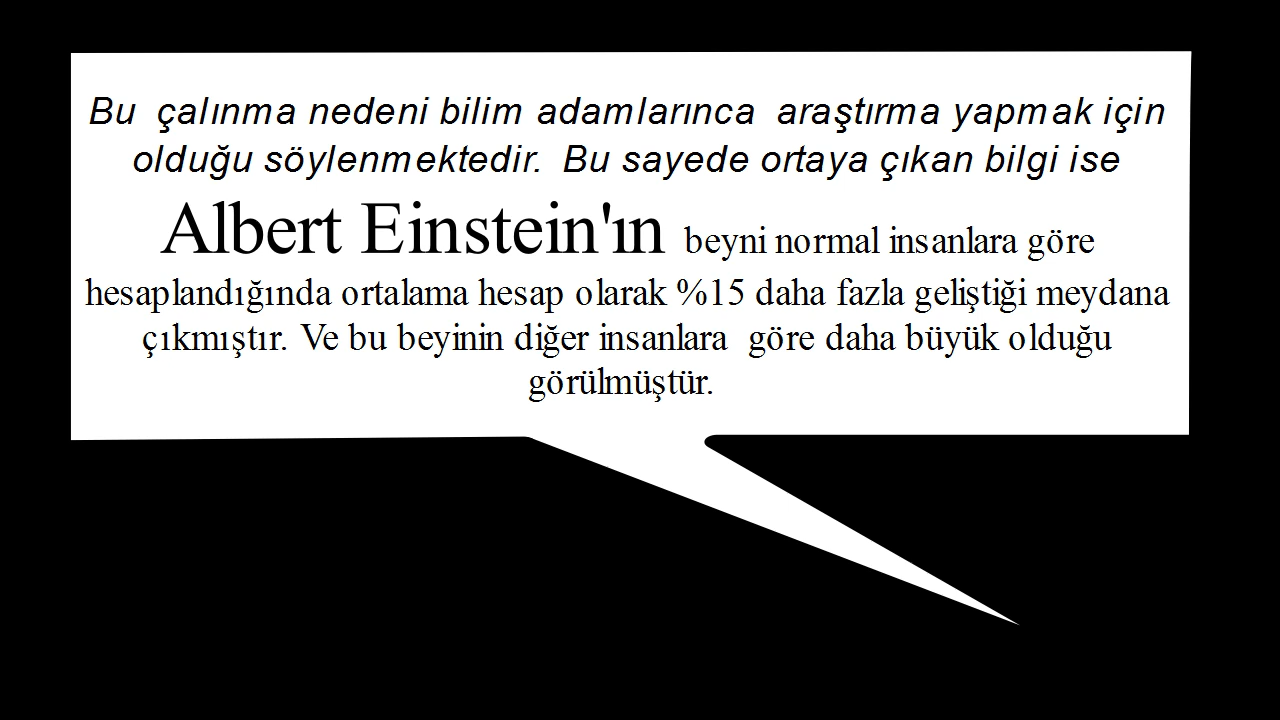 Bu çalınma nedeni bilim adamlarınca araştırma yapmak için
olduğu söylenmektedir. Bu sayede ortaya çıkan bilgi ise
Albert Einstein'ın beyni normal insanlara göre
hesaplandığında ortalama hesap olarak %15 daha fazla geliştiği meydana
çıkmıştır. Ve bu beyinin diğer insanlara göre daha büyük olduğu
görülmüştür.